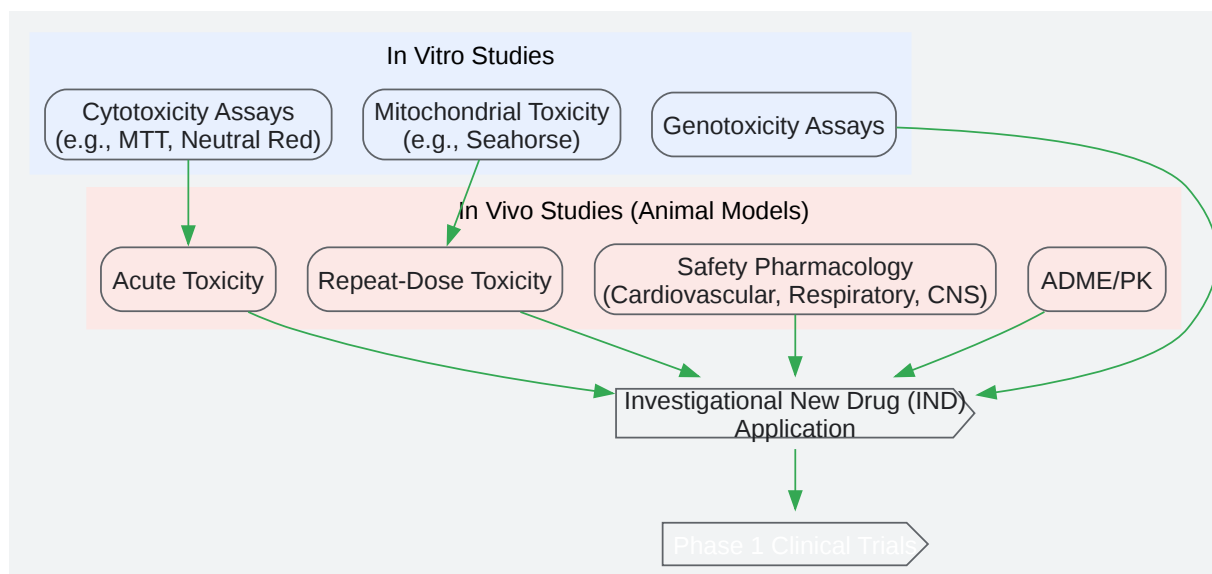 In Vitro Studies
Cytotoxicity Assays
(e.g., MTT, Neutral Red)
Mitochondrial Toxicity
(e.g., Seahorse)
Genotoxicity Assays
In Vivo Studies (Animal Models)
Acute Toxicity
Repeat-Dose Toxicity
Safety Pharmacology
(Cardiovascular, Respiratory, CNS)
ADME/PK
Investigational New Drug (IND)
Application
Phase 1 Clinical Trials